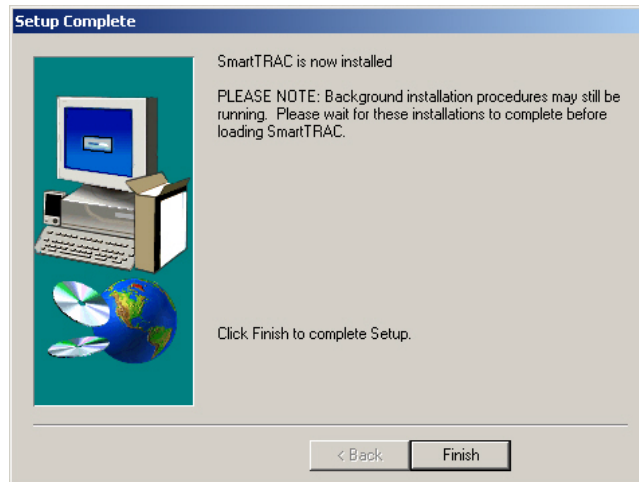 Setup Complete
SmartTRAC is now installed
PLEASE NOTE: Background installation procedures may still be
running.  Please wait for these installations to complete before
loading SmartTRAC.
Click Finish to complete Setup.
< Back
Finish